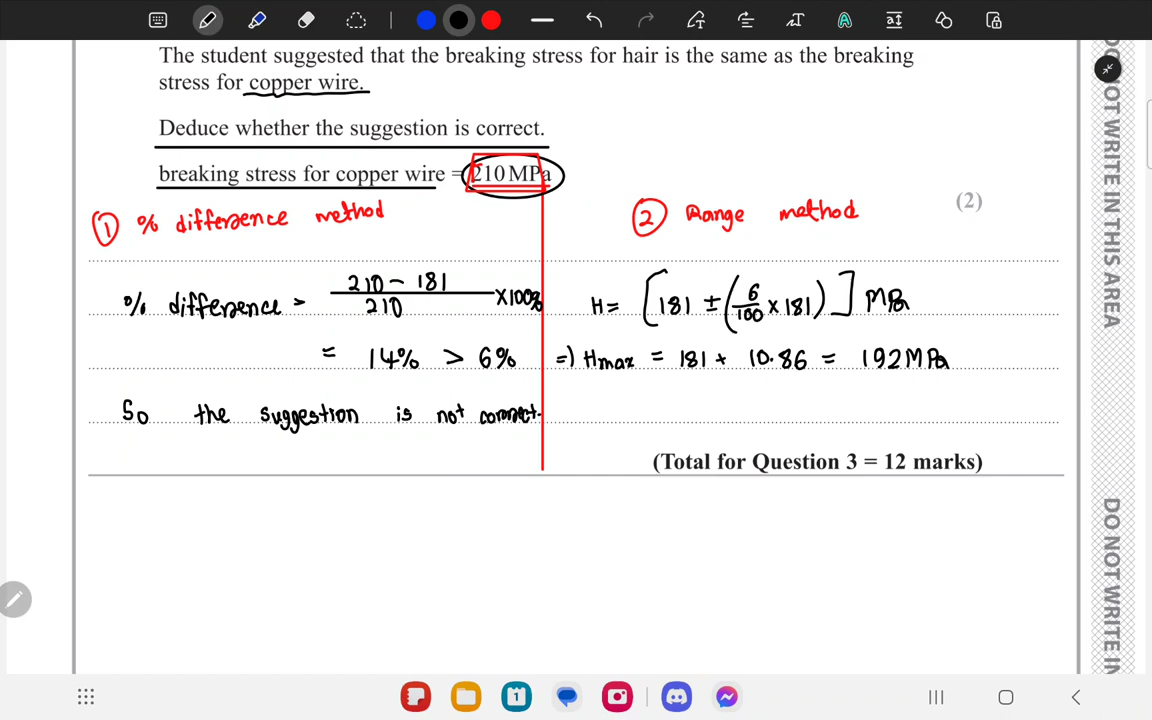 The student suggested that the breaking stress for hair is the same as the breaking
stress for copper wire.
Deduce whether the suggestion is correct.
breaking stress for copper wire = 210 MPa
(2)
① % difference method
% difference = 210 - 181 / 210 ×100%
= 14% > 6%
So the suggestion is not correct.
② Range method
H = [181 ± (6/100 × 181)] MPa
=) Hmax = 181 + 10.86 = 192 MPa
(Total for Question 3 = 12 marks)
DO NOT WRITE IN THIS AREA
DO NOT WRITE IN